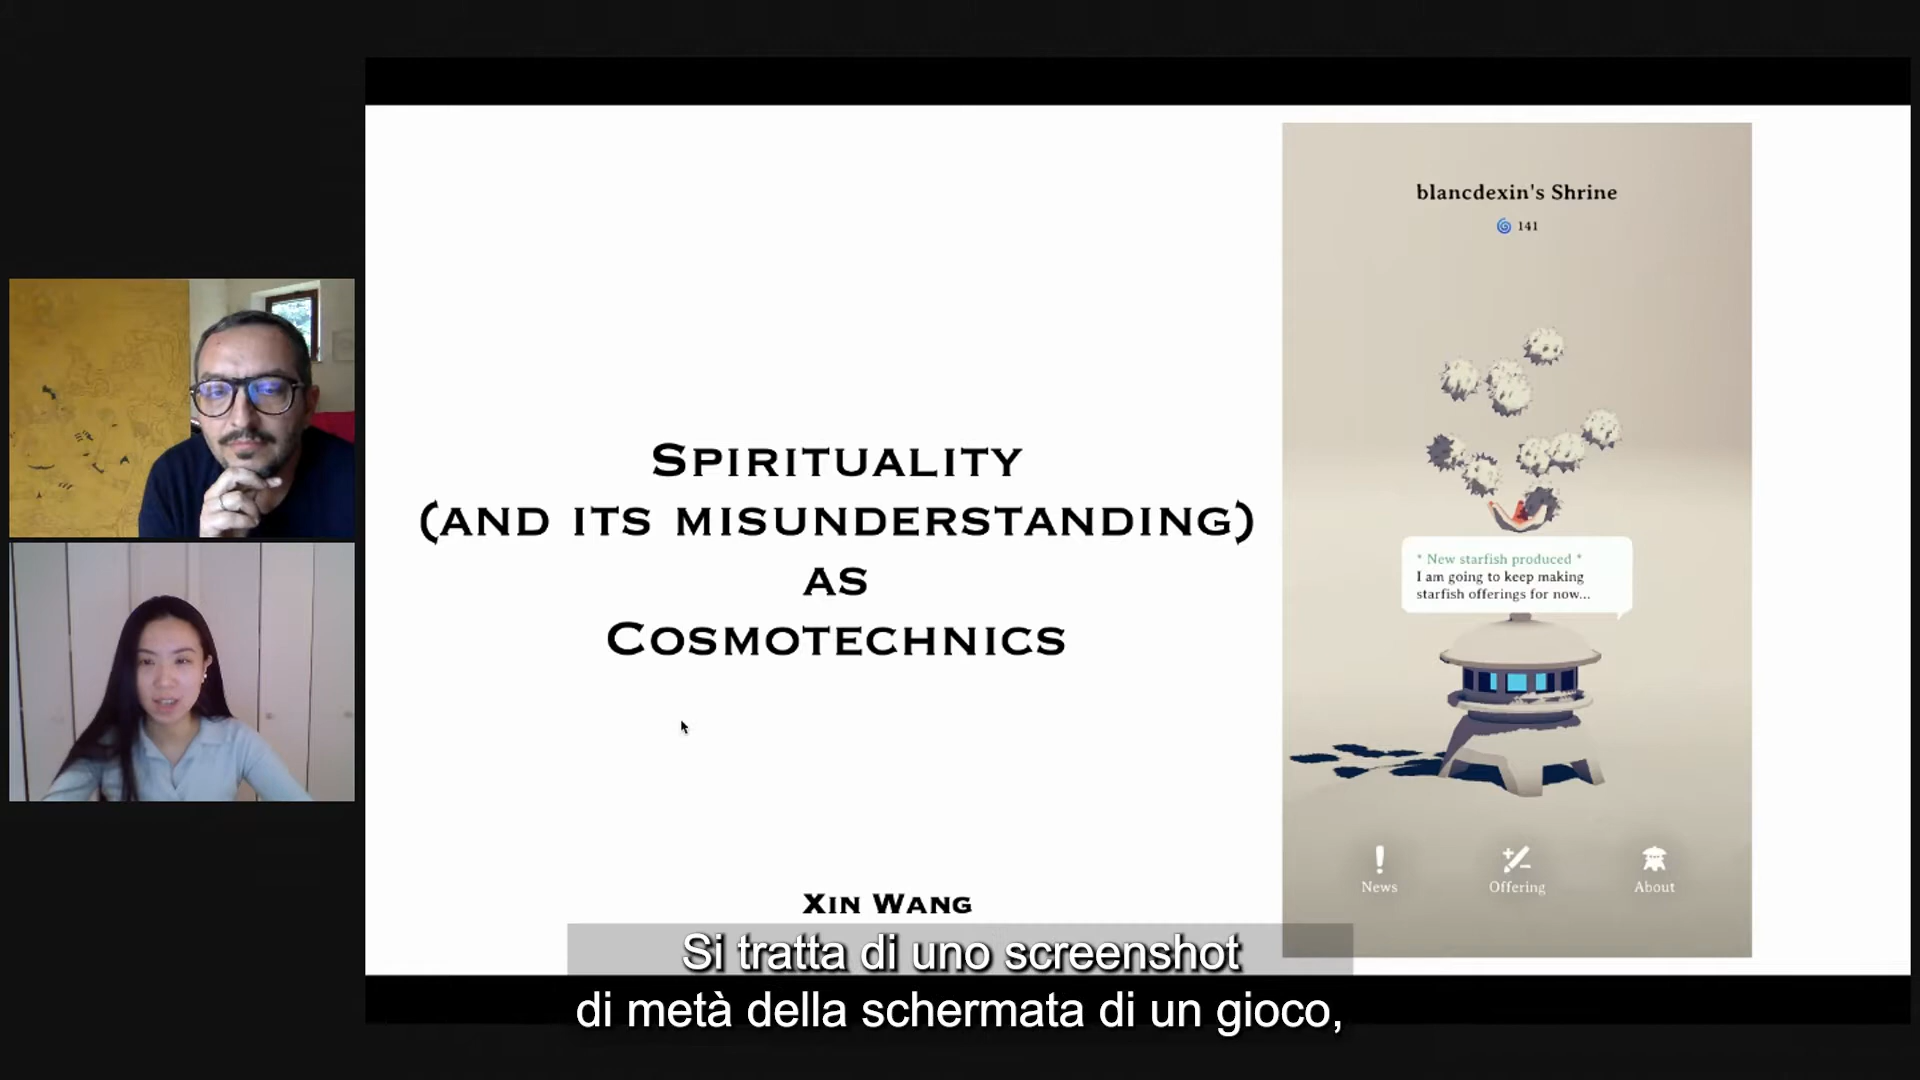 Spirituality
(and its misunderstanding)
as
Cosmotechnics
Xin Wang
blancdexin's Shrine
141
* New starfish produced *
I am going to keep making
starfish offerings for now...
News
Offering
About
Si tratta di uno screenshot
di metà della schermata di un gioco,